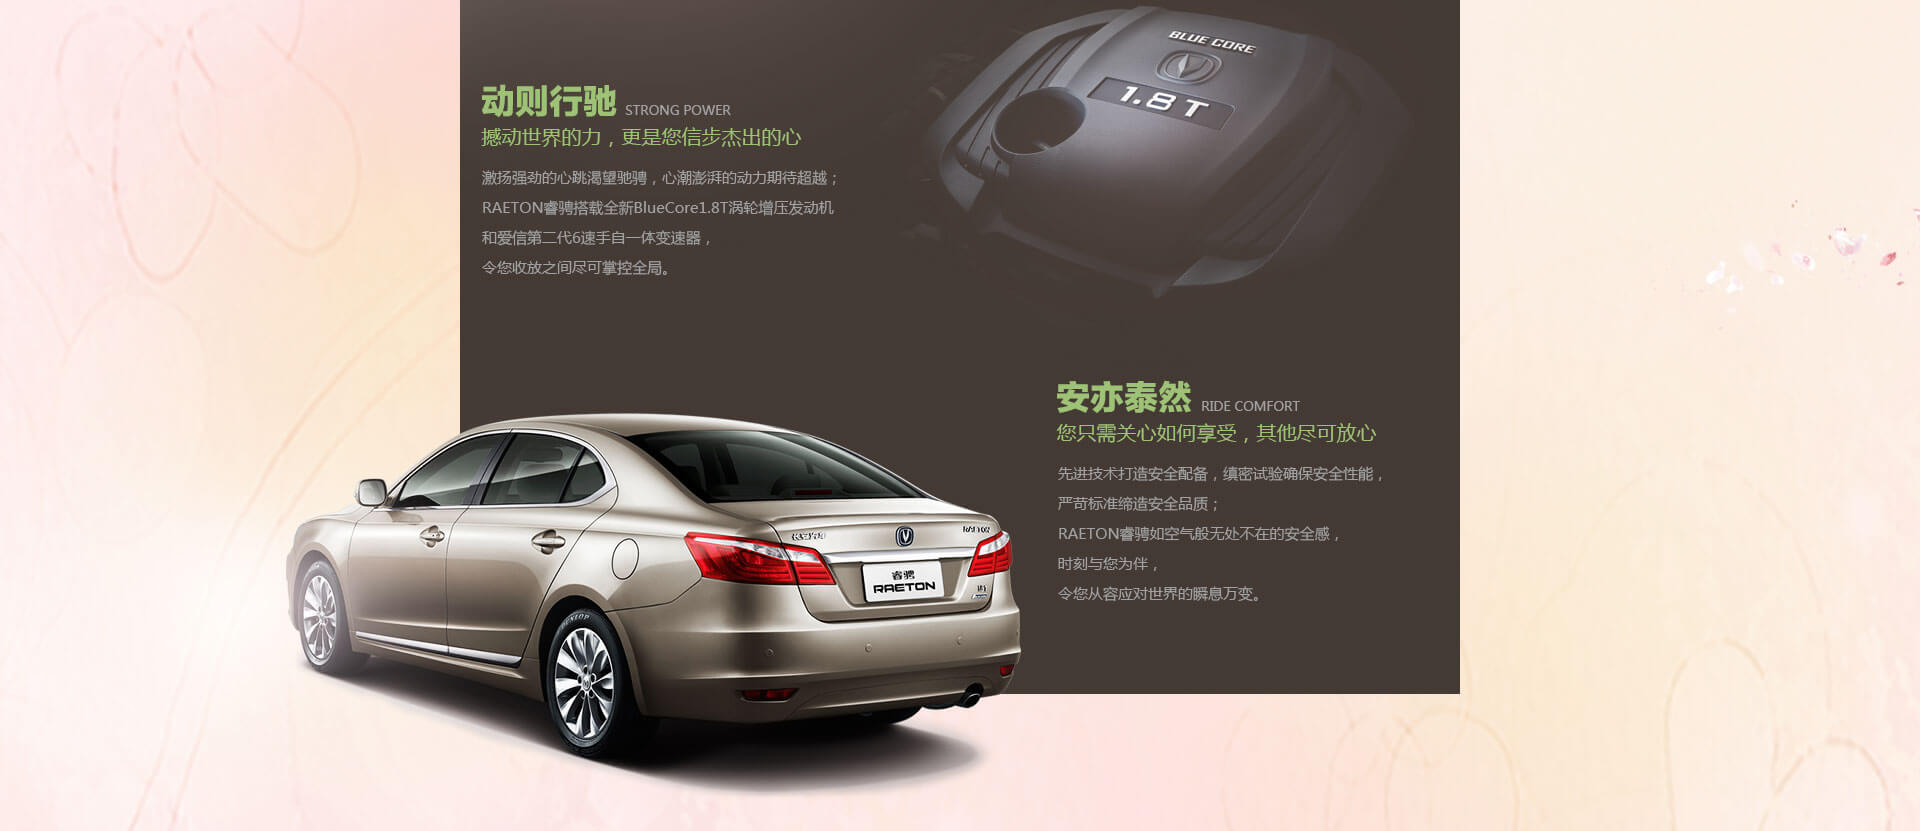 BLUE CORE
1.8 T
动则行驰 STRONG POWER
撼动世界的力，更是您信步杰出的心
激扬强劲的心跳渴望驰骋，心潮澎湃的动力期待超越；
RAETON睿骋搭载全新BlueCore1.8T涡轮增压发动机
和爱信第二代6速手自一体变速器，
令您收放之间尽可掌控全局。
安亦泰然 RIDE COMFORT
您只需关心如何享受，其他尽可放心
先进技术打造安全配备，缜密试验确保安全性能，
严苛标准缔造安全品质；
RAETON睿骋如空气般无处不在的安全感，
时刻与您为伴，
令您从容应对世界的瞬息万变。
长安汽车
RAETON
睿骋
RAETON
DUNLOP